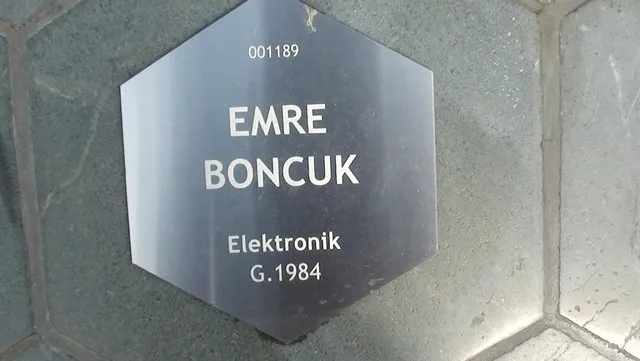 001189
EMRE
BONCUK
Elektronik
G.1984